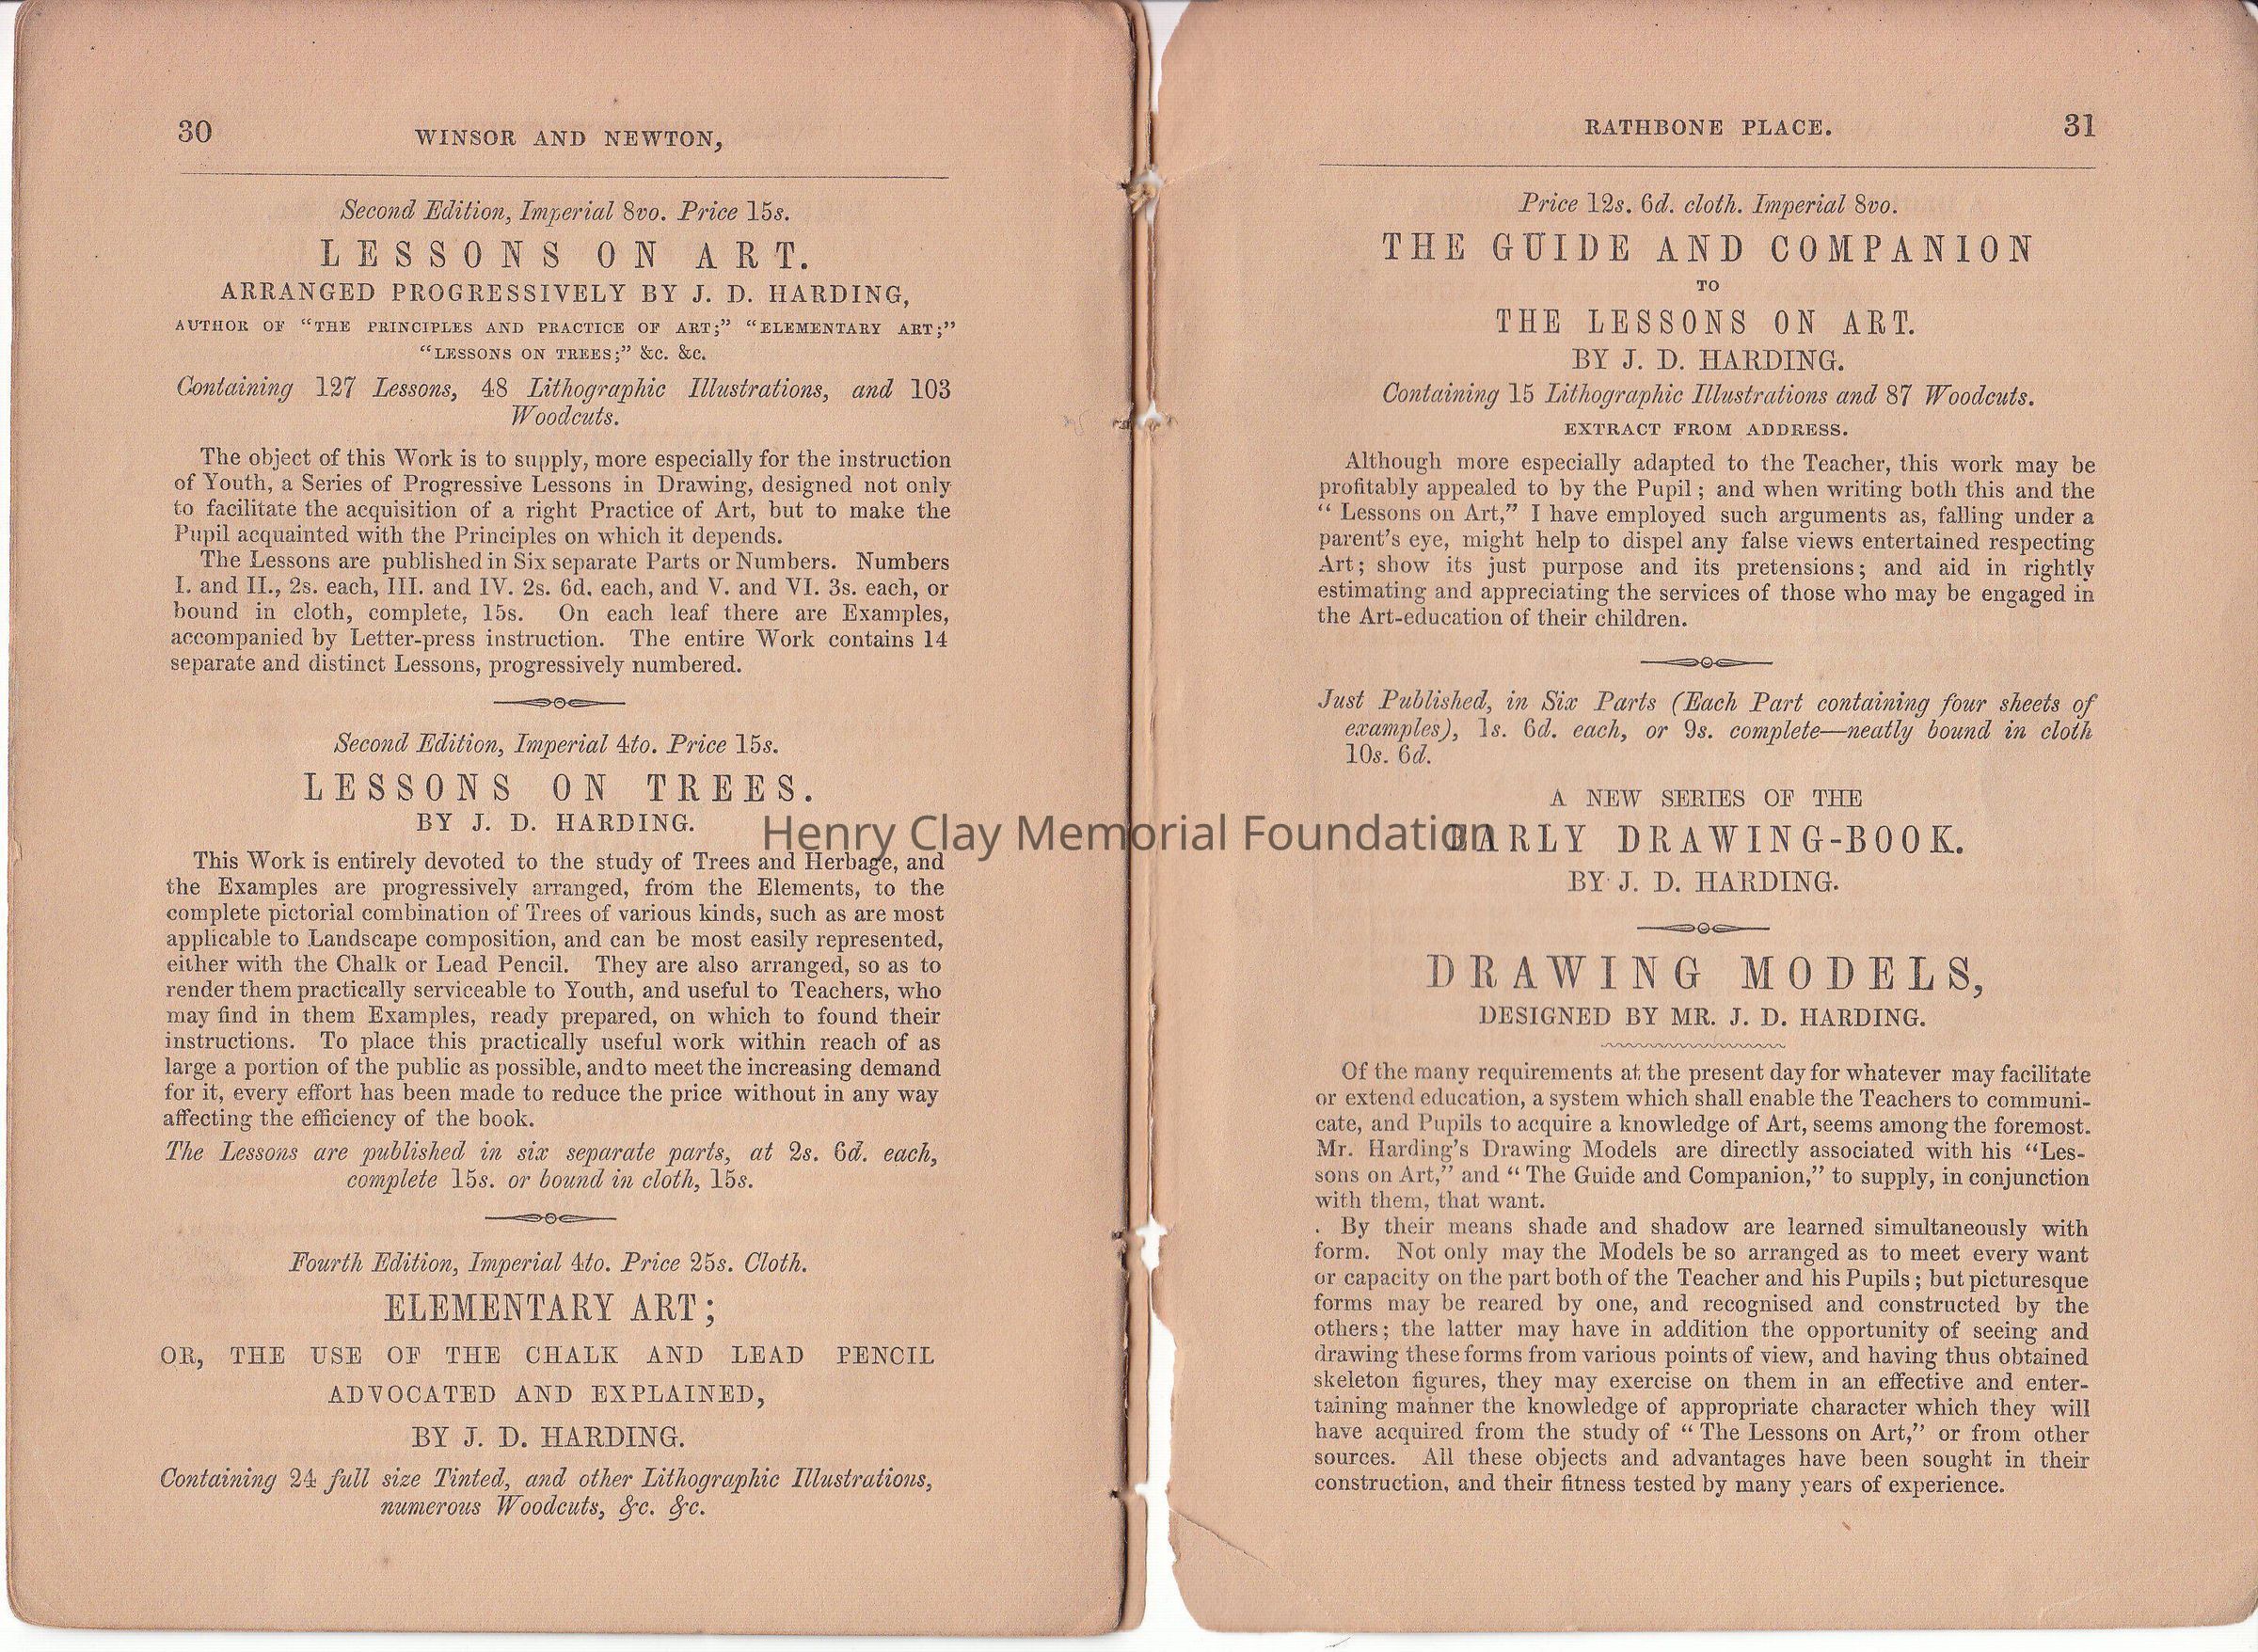 30
WINSOR AND NEWTON,
Second Edition, Imperial 8vo. Price 15s.
LESSONS ON ART.
ARRANGED PROGRESSIVELY BY J. D. HARDING,
AUTHOR OF "THE PRINCIPLES AND PRACTICE OF ART;" "ELEMENTARY ART;"
"LESSONS ON TREES;" &c. &c.
Containing 127 Lessons, 48 Lithographic Illustrations, and 103
Woodcuts.
The object of this Work is to supply, more especially for the instruction
of Youth, a Series of Progressive Lessons in Drawing, designed not only
to facilitate the acquisition of a right Practice of Art, but to make the
Pupil acquainted with the Principles on which it depends.
The Lessons are published in Six separate Parts or Numbers. Numbers
I. and II., 2s. each, III. and IV. 2s. 6d. each, and V. and VI. 3s. each, or
bound in cloth, complete, 15s. On each leaf there are Examples,
accompanied by Letter-press instruction. The entire Work contains 14
separate and distinct Lessons, progressively numbered.
Second Edition, Imperial 4to. Price 15s.
LESSONS ON TREES.
BY J. D. HARDING.
This Work is entirely devoted to the study of Trees and Herbage, and
the Examples are progressively arranged, from the Elements, to the
complete pictorial combination of Trees of various kinds, such as are most
applicable to Landscape composition, and can be most easily represented,
either with the Chalk or Lead Pencil. They are also arranged, so as to
render them practically serviceable to Youth, and useful to Teachers, who
may find in them Examples, ready prepared, on which to found their
instructions. To place this practically useful work within reach of as
large a portion of the public as possible, and to meet the increasing demand
for it, every effort has been made to reduce the price without in any way
affecting the efficiency of the book.
The Lessons are published in six separate parts, at 2s. 6d. each,
complete 15s. or bound in cloth, 15s.
Fourth Edition, Imperial 4to. Price 25s. Cloth.
ELEMENTARY ART;
OR, THE USE OF THE CHALK AND LEAD PENCIL
ADVOCATED AND EXPLAINED,
BY J. D. HARDING.
Containing 24 full size Tinted, and other Lithographic Illustrations,
numerous Woodcuts, &c. &c.
Henry Clay Memorial Foundation
RATHBONE PLACE.
31
Price 12s. 6d. cloth. Imperial 8vo.
THE GUIDE AND COMPANION
TO
THE LESSONS ON ART.
BY J. D. HARDING.
Containing 15 Lithographic Illustrations and 87 Woodcuts.
EXTRACT FROM ADDRESS.
Although more especially adapted to the Teacher, this work may be
profitably appealed to by the Pupil; and when writing both this and the
"Lessons on Art," I have employed such arguments as, falling under a
parent's eye, might help to dispel any false views entertained respecting
Art; show its just purpose and its pretensions; and aid in rightly
estimating and appreciating the services of those who may be engaged in
the Art-education of their children.
Just Published, in Six Parts (Each Part containing four sheets of
examples), 1s. 6d. each, or 9s. complete—neatly bound in cloth
10s. 6d.
A NEW SERIES OF THE
EARLY DRAWING-BOOK.
BY J. D. HARDING.
DRAWING MODELS,
DESIGNED BY MR. J. D. HARDING.
Of the many requirements at the present day for whatever may facilitate
or extend education, a system which shall enable the Teachers to communi-
cate, and Pupils to acquire a knowledge of Art, seems among the foremost.
Mr. Harding's Drawing Models are directly associated with his "Les-
sons on Art," and "The Guide and Companion," to supply, in conjunction
with them, that want.
By their means shade and shadow are learned simultaneously with
form. Not only may the Models be so arranged as to meet every want
or capacity on the part both of the Teacher and his Pupils; but picturesque
forms may be reared by one, and recognised and constructed by the
others; the latter may have in addition the opportunity of seeing and
drawing these forms from various points of view, and having thus obtained
skeleton figures, they may exercise on them in an effective and enter-
taining manner the knowledge of appropriate character which they will
have acquired from the study of "The Lessons on Art," or from other
sources. All these objects and advantages have been sought in their
construction, and their fitness tested by many years of experience.